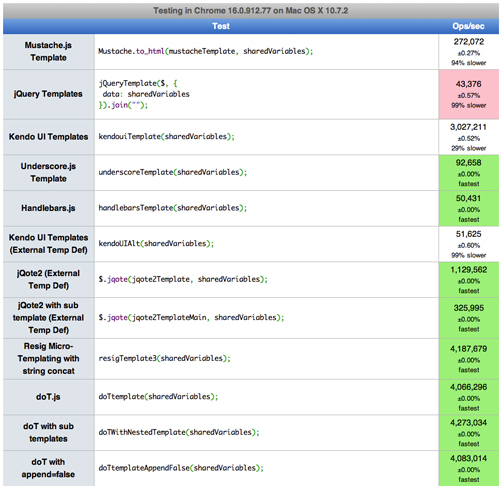 Testing in Chrome 16.0.912.77 on Mac OS X 10.7.2
Test Ops/sec
Mustache.js Template
Mustache.to_html(mustacheTemplate, sharedVariables);
272,072
±0.27%
94% slower
jQuery Templates
jQueryTemplate($, {
data: sharedVariables
}).join("");
43,376
±0.57%
99% slower
Kendo UI Templates
kendouiTemplate(sharedVariables);
3,027,211
±0.52%
29% slower
Underscore.js
Template
underscoreTemplate(sharedVariables);
92,658
±0.00%
fastest
Handlebars.js
handlebarsTemplate(sharedVariables);
50,431
±0.00%
fastest
Kendo UI Templates
(External Temp Def)
kendoUIAlt(sharedVariables);
51,625
±0.60%
99% slower
jQote2 (External
Temp Def)
$.jqote(jqote2Template, sharedVariables);
1,129,562
±0.00%
fastest
jQote2 with sub
template (External
Temp Def)
$.jqote(jqote2TemplateMain, sharedVariables);
325,995
±0.00%
fastest
Resig Micro-
Templating with
string concat
resigTemplate3(sharedVariables);
4,187,679
±0.00%
fastest
doT.js
doTtemplate(sharedVariables);
4,066,296
±0.00%
fastest
doT with sub
templates
doTWithNestedTemplate(sharedVariables);
4,273,034
±0.00%
fastest
doT with
append=false
doTtemplateAppendFalse(sharedVariables);
4,083,014
±0.00%
fastest